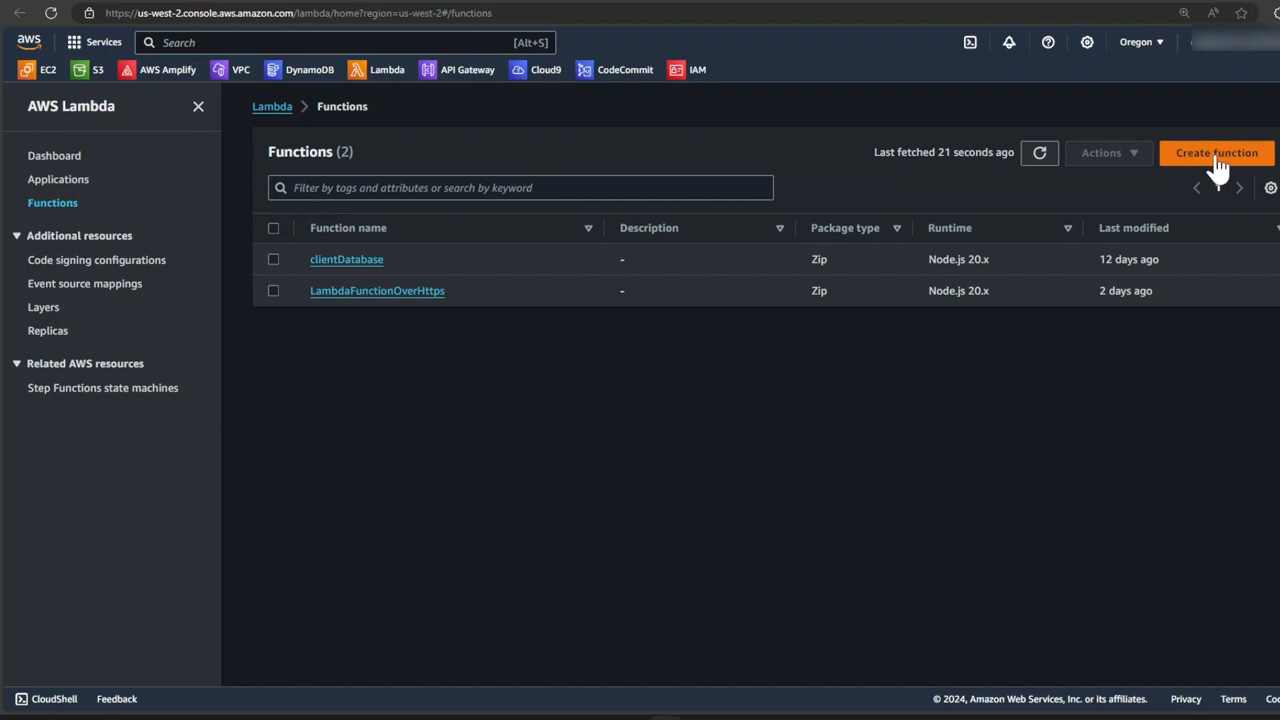 https://us-west-2.console.aws.amazon.com/lambda/home?region=us-west-2#/functions
aws Services Search [Alt+S] Oregon
EC2 S3 AWS Amplify VPC DynamoDB Lambda API Gateway Cloud9 CodeCommit IAM
AWS Lambda
Dashboard
Applications
Functions
Additional resources
Code signing configurations
Event source mappings
Layers
Replicas
Related AWS resources
Step Functions state machines
Lambda Functions
Functions (2) Last fetched 21 seconds ago Actions Create function
Filter by tags and attributes or search by keyword
Function name Description Package type Runtime Last modified
clientDatabase - Zip Node.js 20.x 12 days ago
LambdaFunctionOverHttps - Zip Node.js 20.x 2 days ago
CloudShell Feedback © 2024, Amazon Web Services, Inc. or its affiliates. Privacy Terms